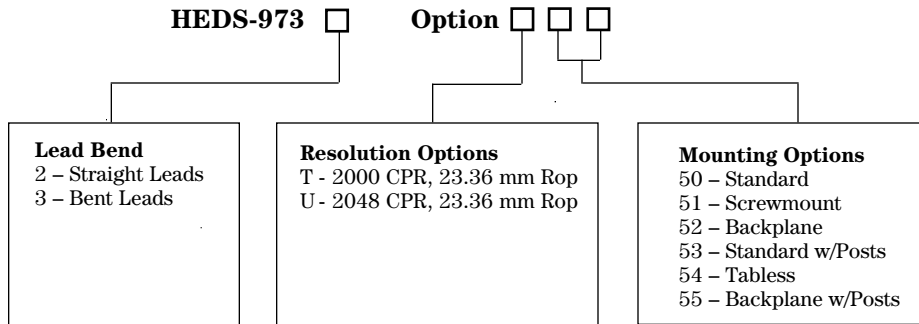 HEDS-973 Option
Lead Bend
2 – Straight Leads
3 – Bent Leads
Resolution Options
T - 2000 CPR, 23.36 mm Rop
U - 2048 CPR, 23.36 mm Rop
Mounting Options
50 – Standard
51 – Screwmount
52 – Backplane
53 – Standard w/Posts
54 – Tabless
55 – Backplane w/Posts